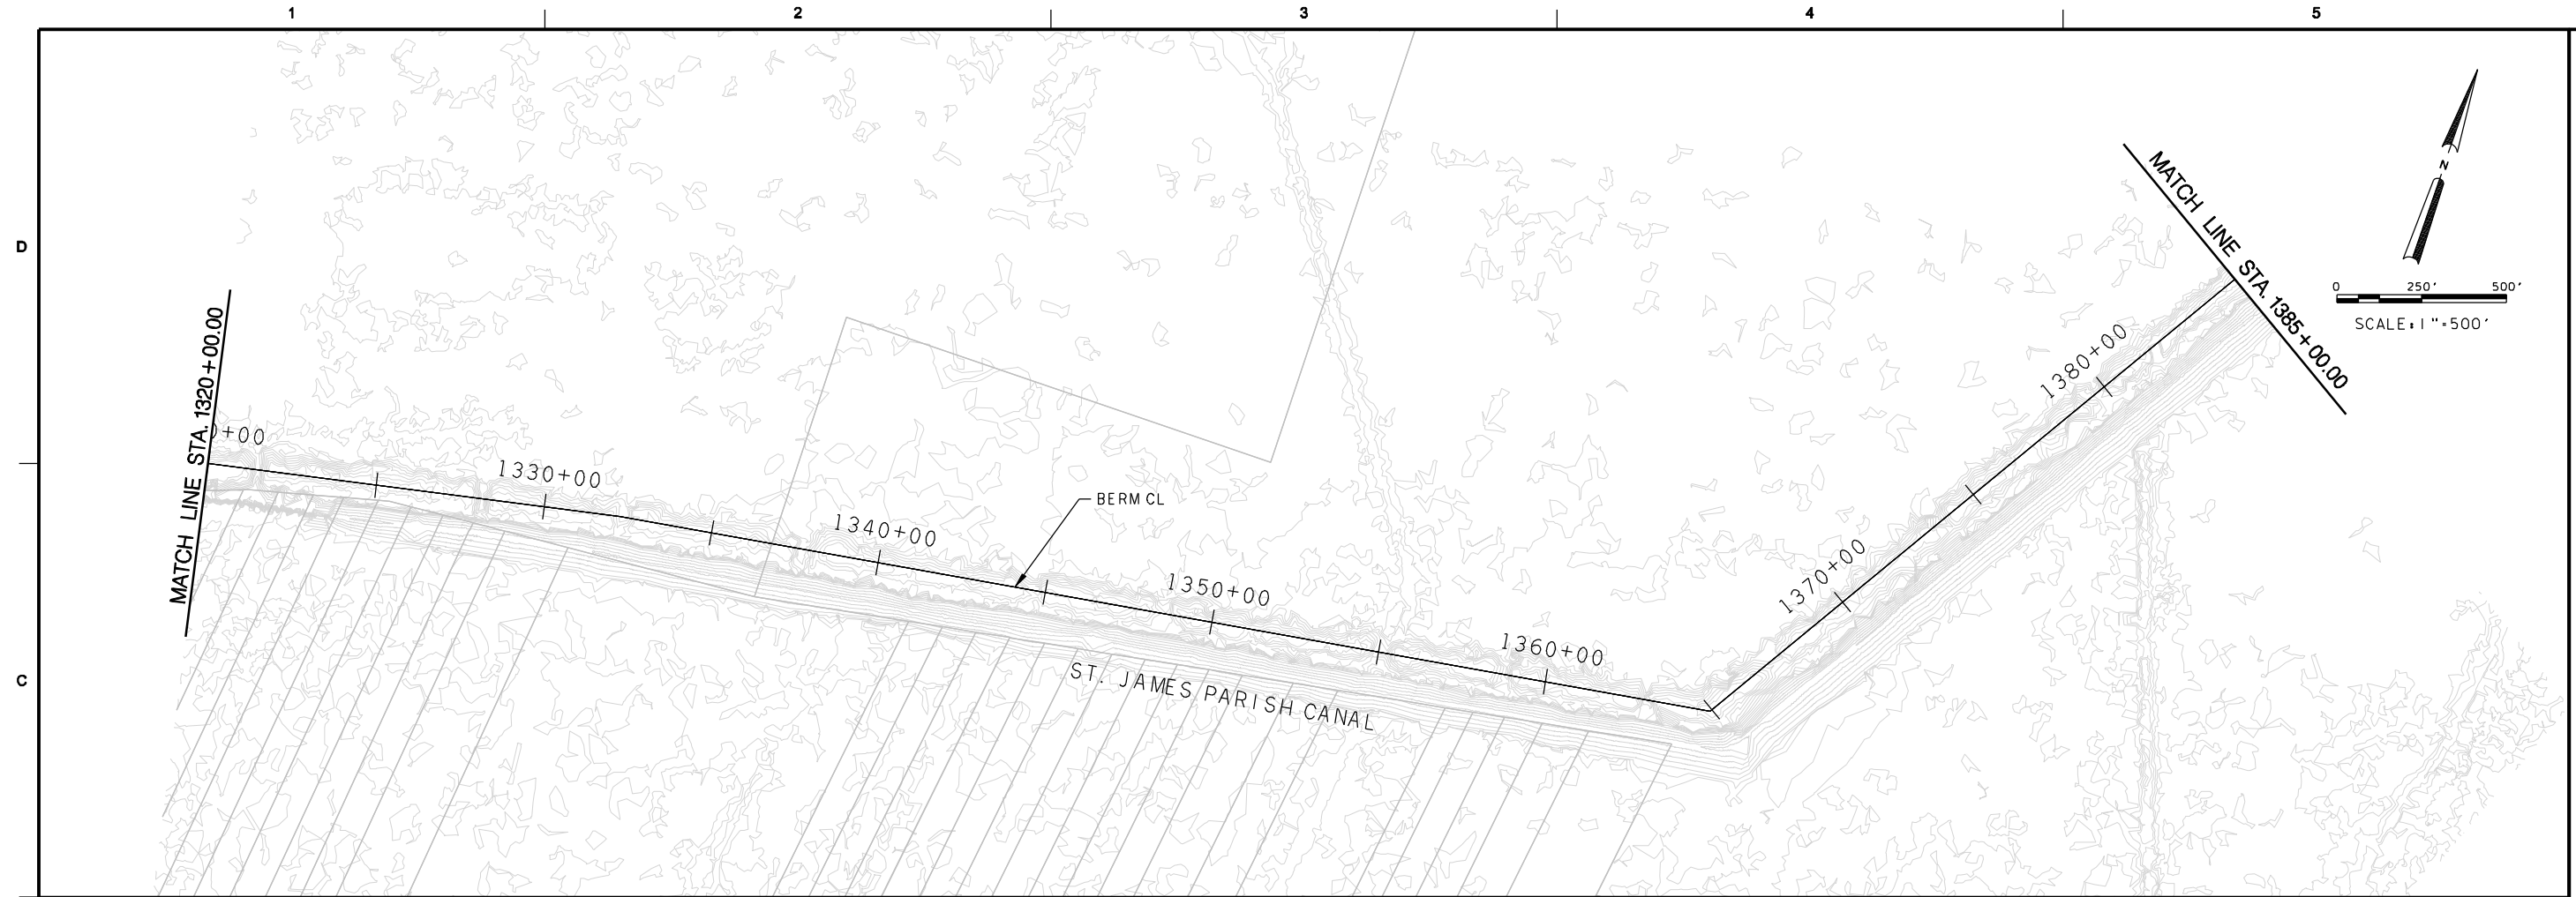 1 2 3 4 5
D
C
MATCH LINE STA. 1320+00.00
0+00
1330+00
1340+00
BERM CL
1350+00
1360+00
ST. JAMES PARISH CANAL
1370+00
1380+00
MATCH LINE STA. 1385+00.00
N
0 250' 500'
SCALE: 1"=500'